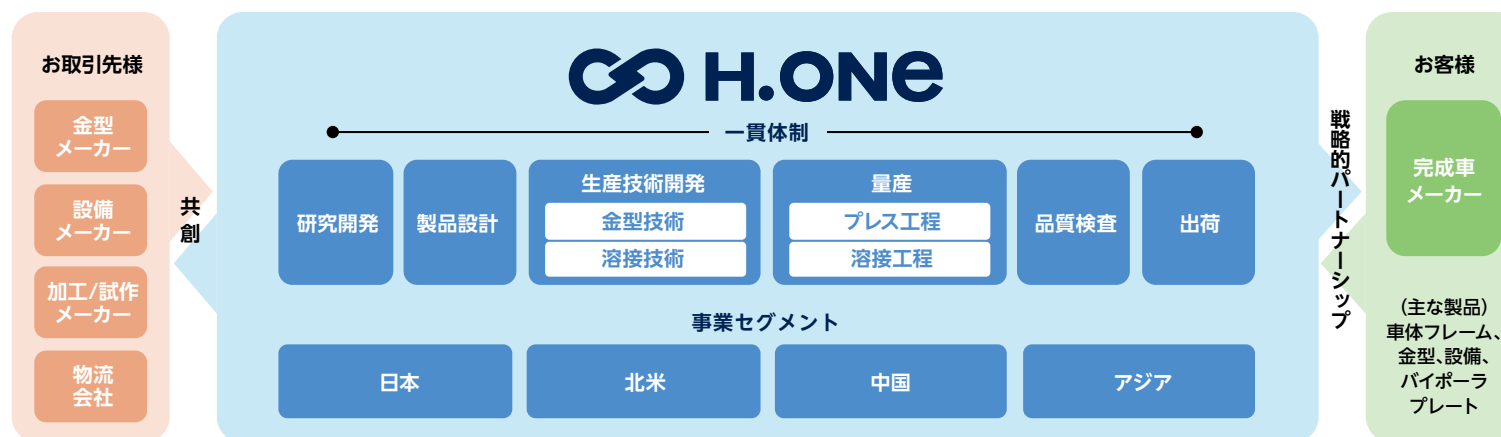 お取引先様
金型
メーカー
設備
メーカー
加工/試作
メーカー
物流
会社
共創
H.ONE
一貫体制
研究開発
製品設計
生産技術開発
金型技術
溶接技術
量産
プレス工程
溶接工程
品質検査
出荷
事業セグメント
日本
北米
中国
アジア
戦略的パートナーシップ
お客様
完成車
メーカー
(主な製品)
車体フレーム、
金型、設備、
バイポーラ
プレート